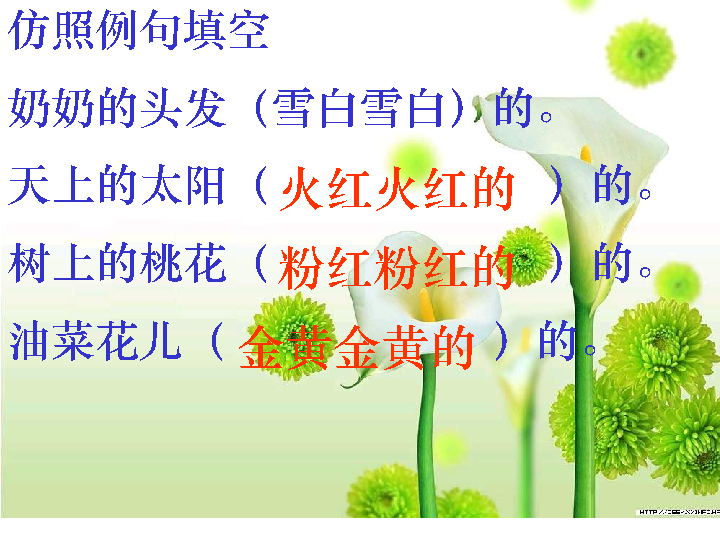 仿照例句填空
奶奶的头发（雪白雪白）的。
天上的太阳（火红火红的）的。
树上的桃花（粉红粉红的）的。
油菜花儿（金黄金黄的）的。